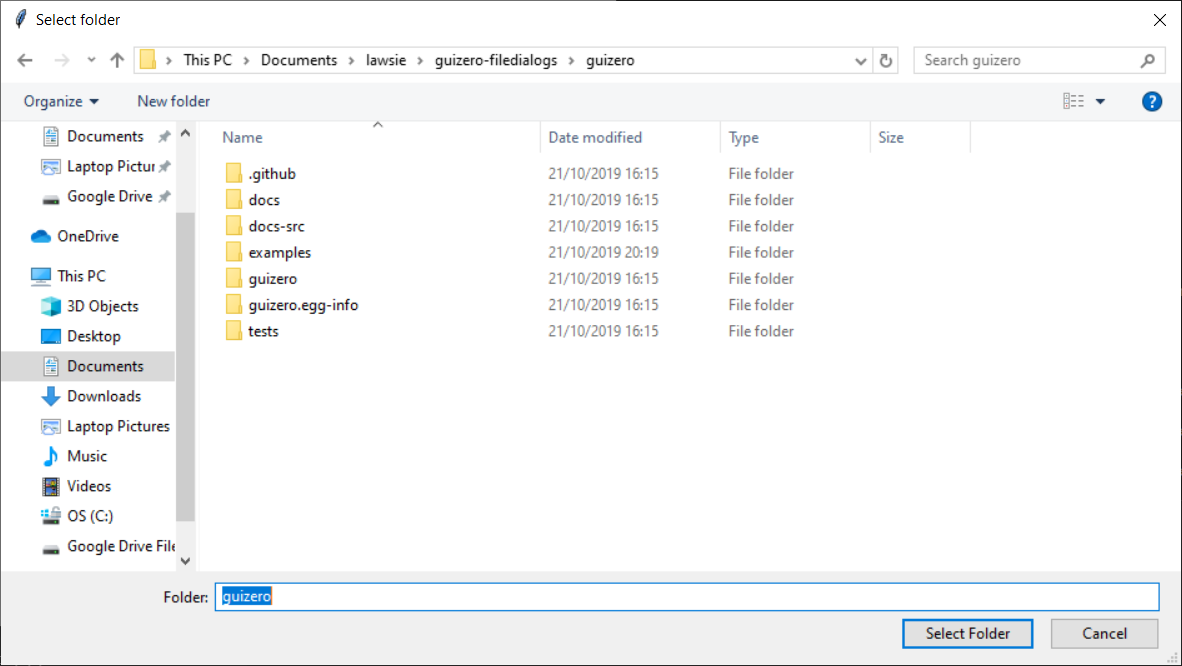 Select folder
This PC Documents lawsie guizero-filedialogs guizero Search guizero
Organize New folder ?
Name Date modified Type Size
Documents
Laptop Pictur
Google Drive
OneDrive
This PC
3D Objects
Desktop
Documents
Downloads
Laptop Pictures
Music
Videos
OS (C:)
Google Drive File
.github 21/10/2019 16:15 File folder
docs 21/10/2019 16:15 File folder
docs-src 21/10/2019 16:15 File folder
examples 21/10/2019 20:19 File folder
guizero 21/10/2019 16:15 File folder
guizero.egg-info 21/10/2019 16:15 File folder
tests 21/10/2019 16:15 File folder
Folder: guizero
Select Folder Cancel